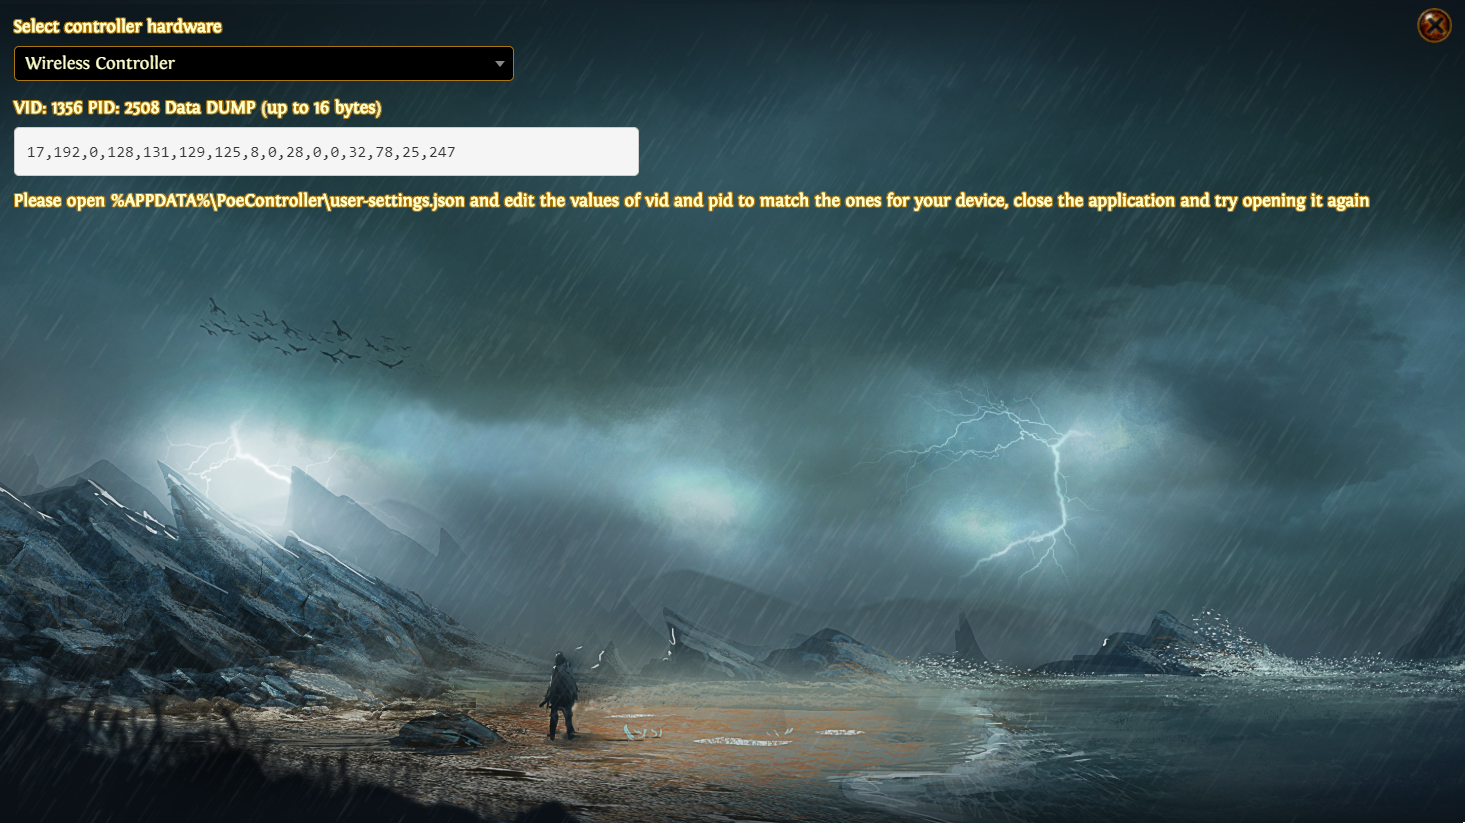 Select controller hardware
Wireless Controller
VID: 1356 PID: 2508 Data DUMP (up to 16 bytes)
17,192,0,128,131,129,125,8,0,28,0,0,32,78,25,247
Please open %APPDATA%\PoeController\user-settings.json and edit the values of vid and pid to match the ones for your device, close the application and try opening it again